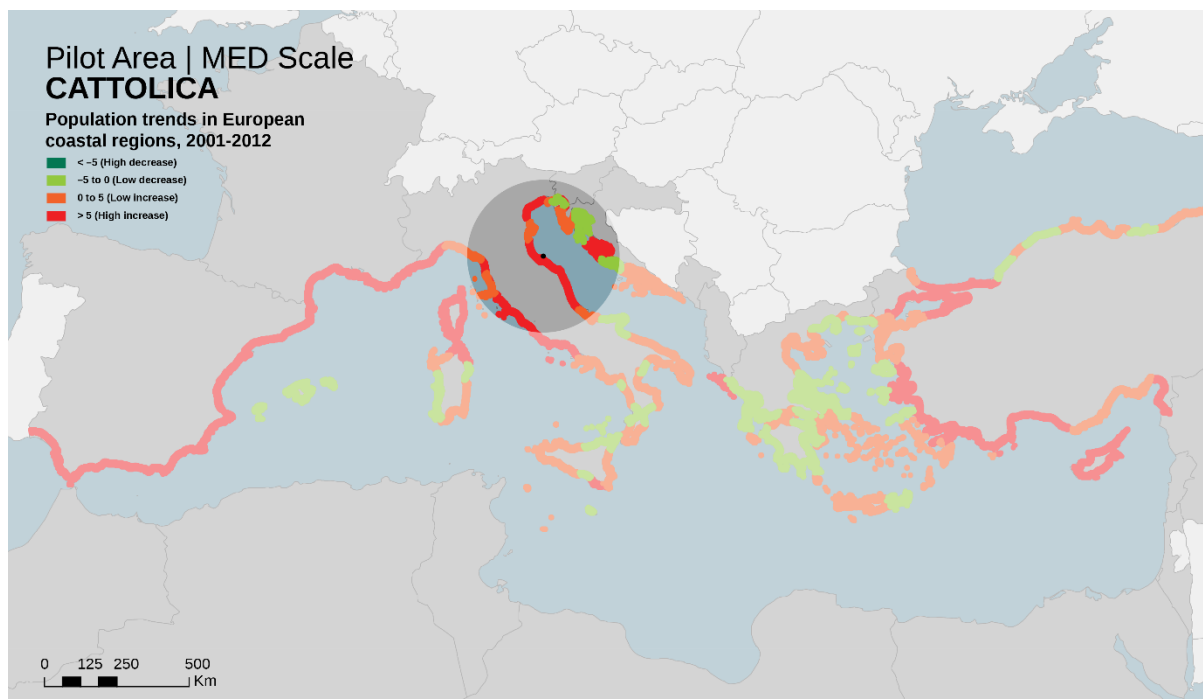 Pilot Area | MED Scale
CATTOLICA
Population trends in European
coastal regions, 2001-2012
< –5 (High decrease)
–5 to 0 (Low decrease)
0 to 5 (Low increase)
> 5 (High increase)
0 125 250 500
Km